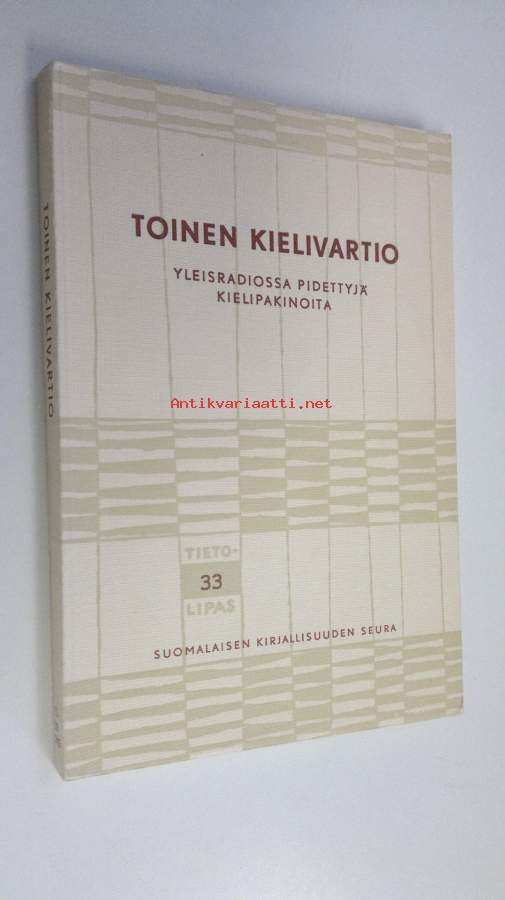 TOINEN KIELIVARTIO
YLEISRADIOSSA PIDETTYJÄ
KIELIPAKINOITA
Antikvariaatti.net
TIETO-
33
LIPAS
SUOMALAISEN KIRJALLISUUDEN SEURA
TOINEN KIELIVARTIO